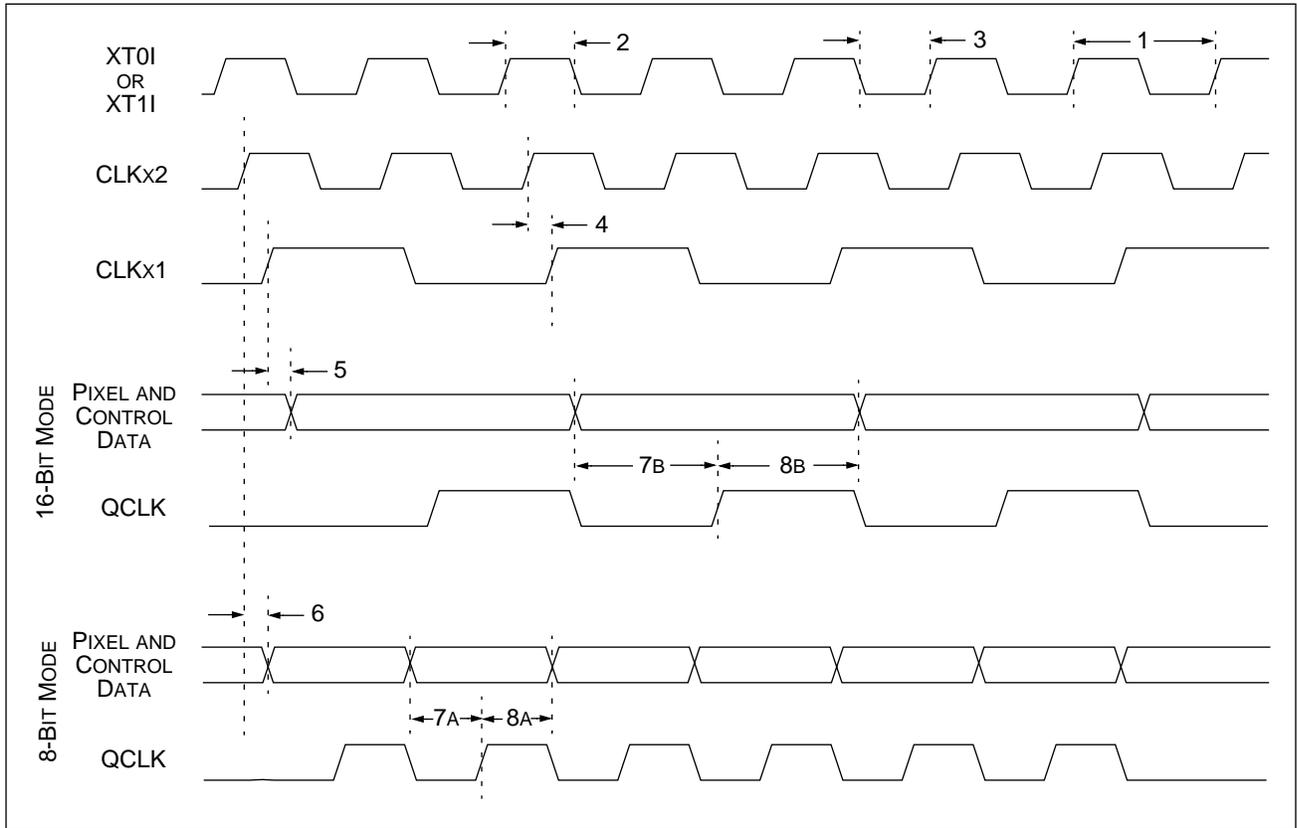 XT0I
OR
XT1I
2
3
1
CLKX2
4
CLKX1
5
16-BIT MODE
PIXEL AND
CONTROL
DATA
7B
8B
QCLK
6
8-BIT MODE
PIXEL AND
CONTROL
DATA
7A
8A
QCLK